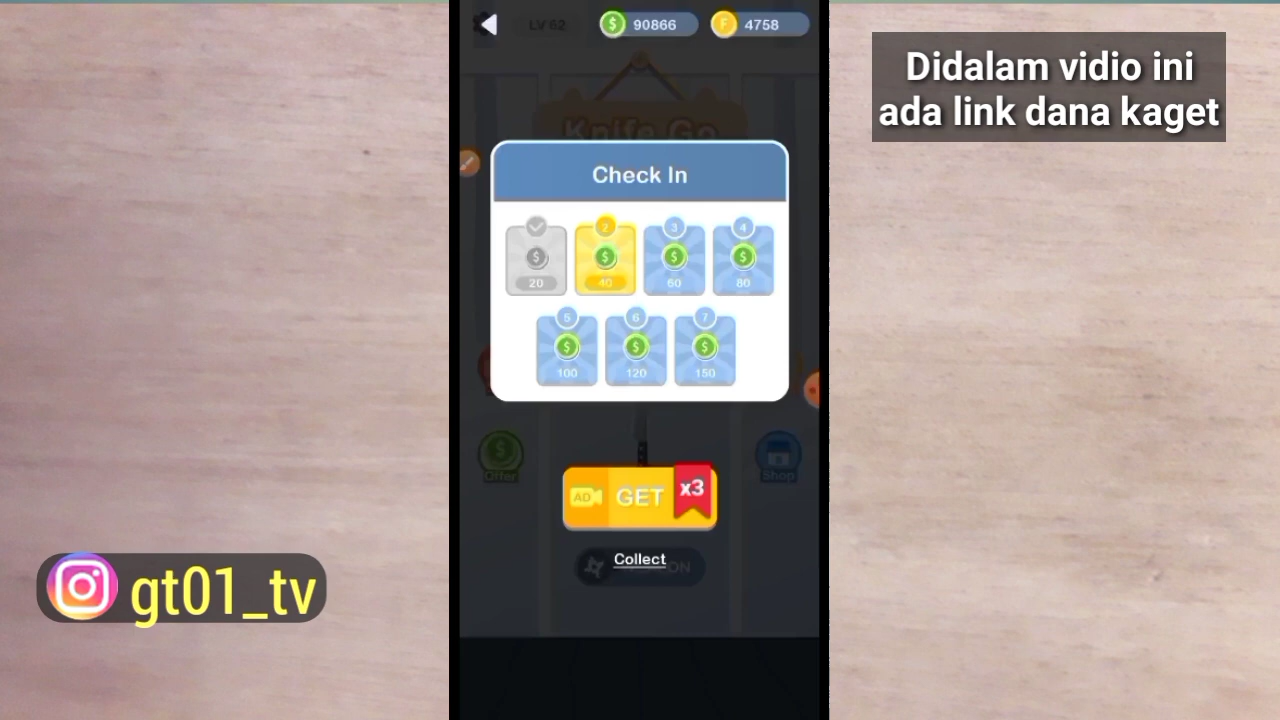 LV 62
90866
4758
Didalam vidio ini
ada link dana kaget
Knife Go
Check In
2
3
4
20
40
60
80
5
6
7
100
120
150
Offer
Shop
AD
GET
x3
Collect
ON
gt01_tv